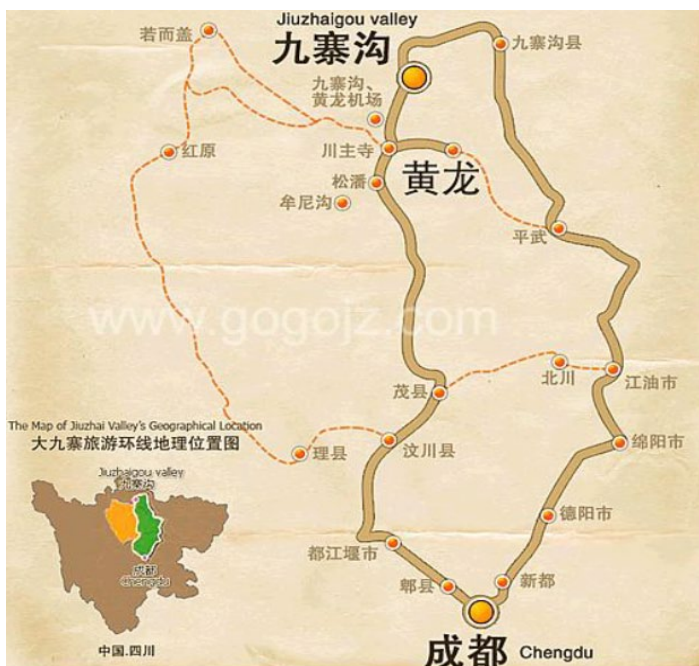 Jiuzhaigou valley
九寨沟
若而盖
九寨沟县
九寨沟、
黄龙机场
红原
川主寺
黄龙
松潘
牟尼沟
平武
www.gogojz.com
北川
江油市
茂县
The Map of Jiuzhai Valley's Geographical Location
大九寨旅游环线地理位置图
汶川县
绵阳市
理县
Jiuzhaigou valley
九寨沟
德阳市
都江堰市
成都
Chengdu
郫县
新都
中国.四川
成都 Chengdu